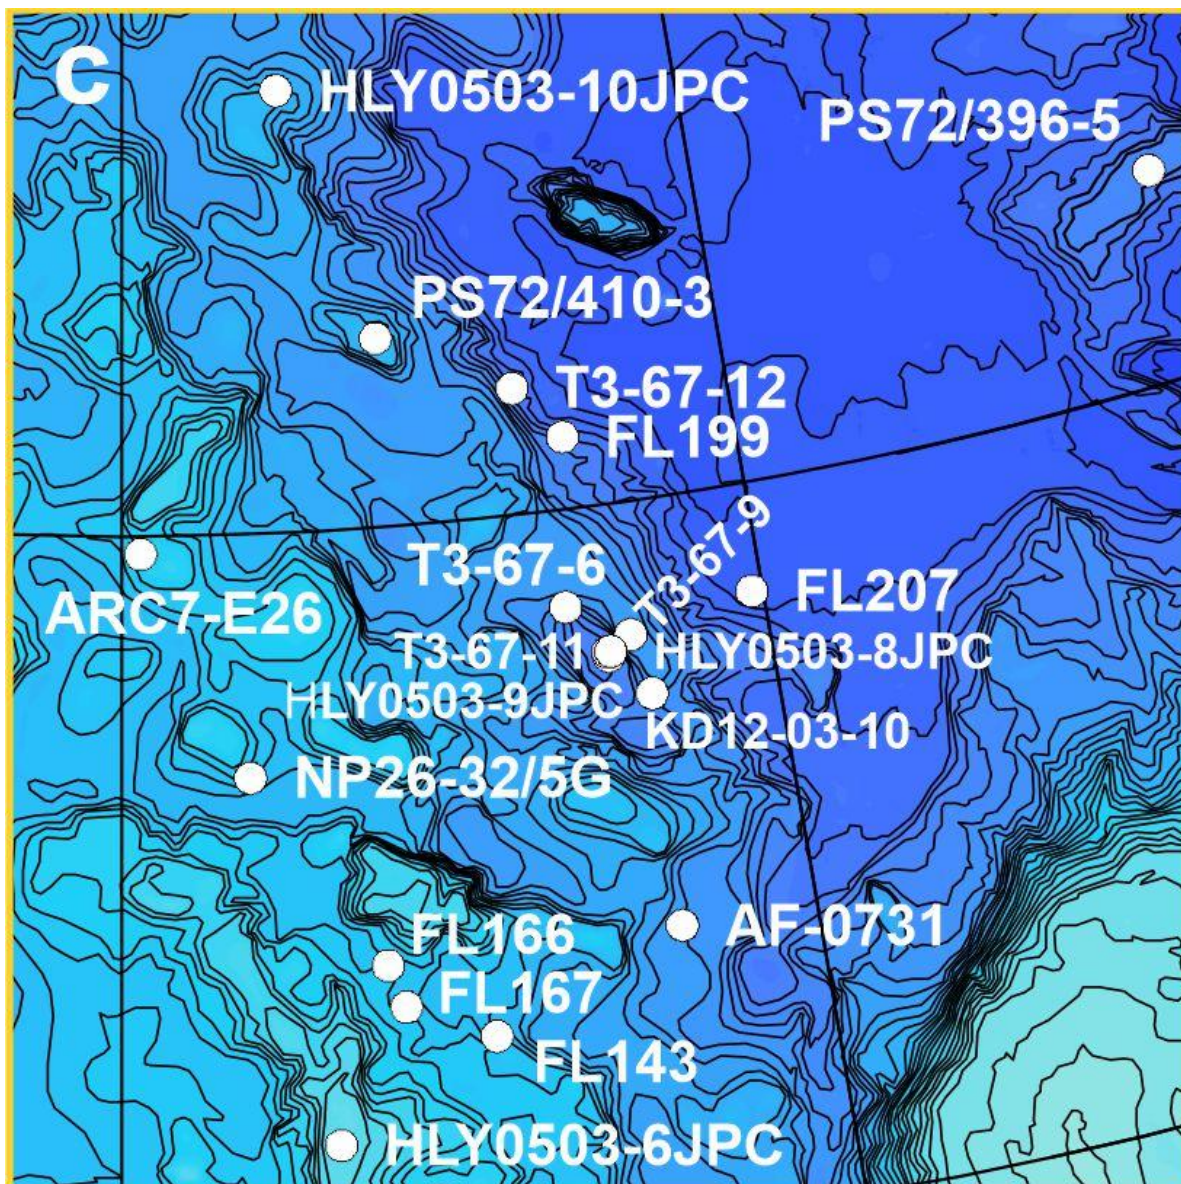 C
HLY0503-10JPC
PS72/396-5
PS72/410-3
T3-67-12
FL199
T3-67-9
T3-67-6
FL207
ARC7-E26
T3-67-11
HLY0503-8JPC
HLY0503-9JPC
KD12-03-10
NP26-32/5G
AF-0731
FL166
FL167
FL143
HLY0503-6JPC